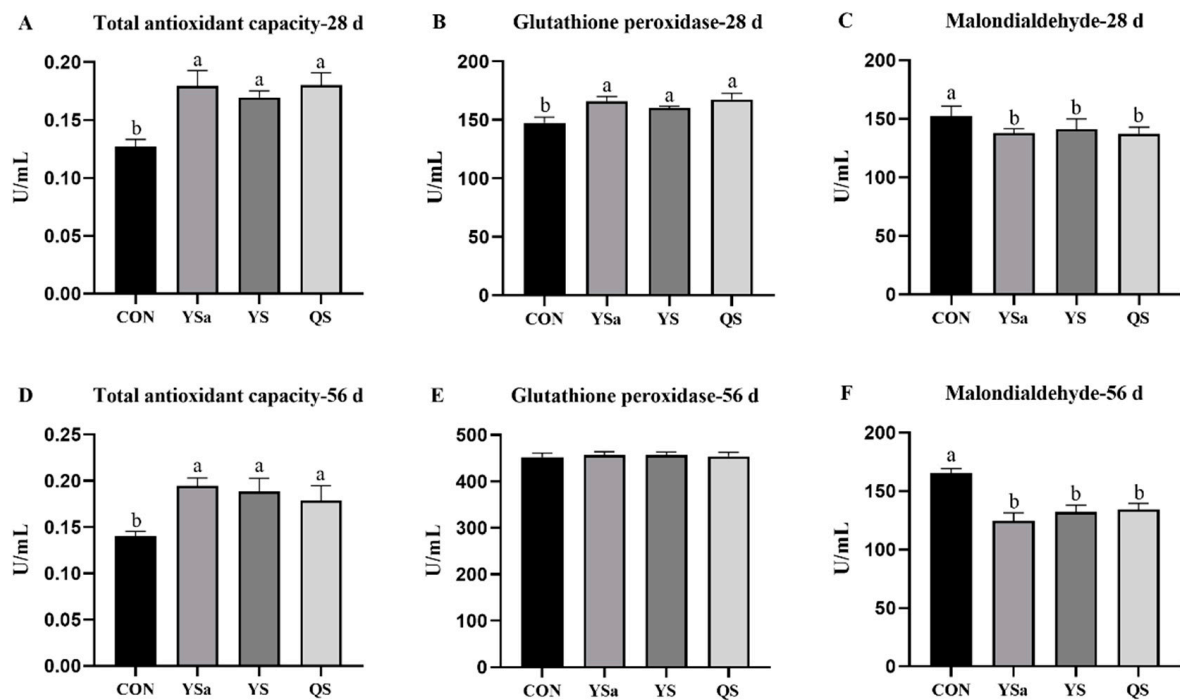 A Total antioxidant capacity-28 d
U/mL
0.20
0.15
0.10
0.05
0.00
b
a
a
a
CON YSa YS QS
B Glutathione peroxidase-28 d
U/mL
200
150
100
50
0
b
a
a
a
CON YSa YS QS
C Malondialdehyde-28 d
U/mL
200
150
100
50
0
a
b
b
b
CON YSa YS QS
D Total antioxidant capacity-56 d
U/mL
0.25
0.20
0.15
0.10
0.05
0.00
b
a
a
a
CON YSa YS QS
E Glutathione peroxidase-56 d
U/mL
500
400
300
200
100
0
CON YSa YS QS
F Malondialdehyde-56 d
U/mL
200
150
100
50
0
a
b
b
b
CON YSa YS QS